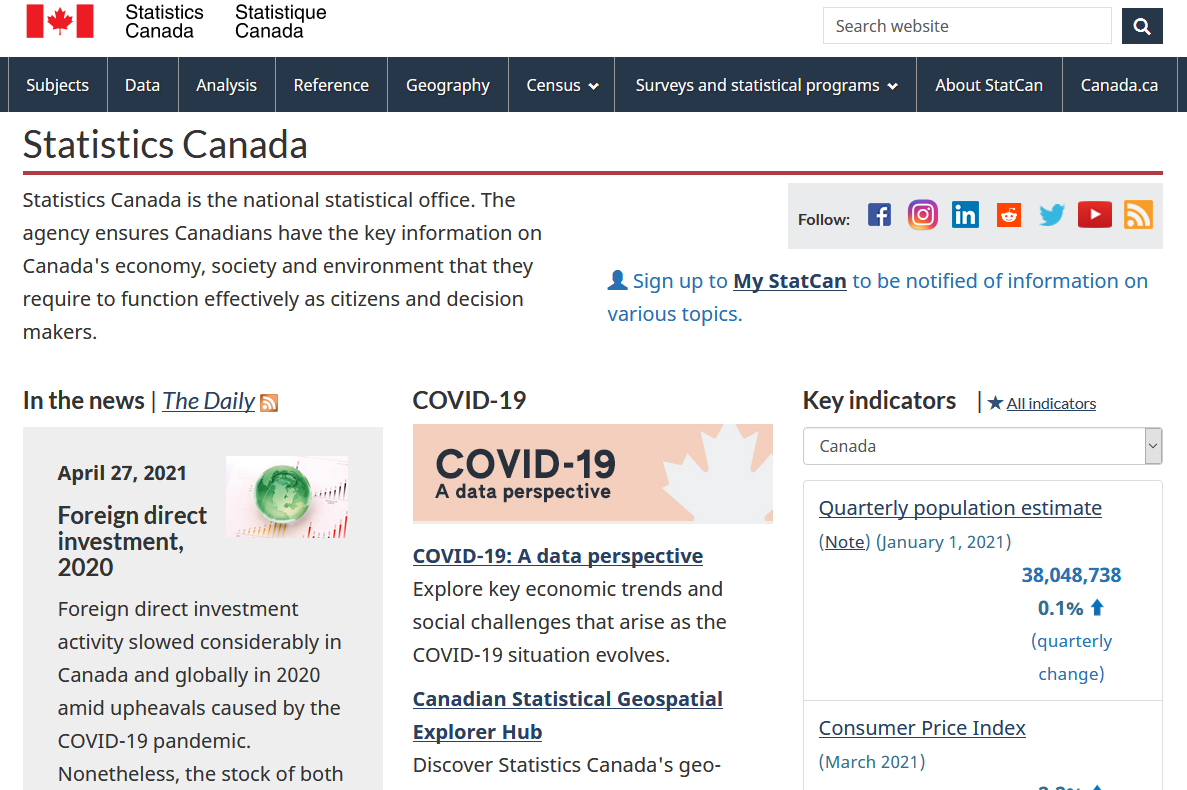 Statistics Canada
Statistique Canada
Search website
Subjects
Data
Analysis
Reference
Geography
Census
Surveys and statistical programs
About StatCan
Canada.ca
Statistics Canada
Statistics Canada is the national statistical office. The
agency ensures Canadians have the key information on
Canada's economy, society and environment that they
require to function effectively as citizens and decision
makers.
Follow:
Sign up to My StatCan to be notified of information on
various topics.
In the news | The Daily
April 27, 2021
Foreign direct
investment,
2020
Foreign direct investment
activity slowed considerably in
Canada and globally in 2020
amid upheavals caused by the
COVID-19 pandemic.
Nonetheless, the stock of both
COVID-19
COVID-19
A data perspective
COVID-19: A data perspective
Explore key economic trends and
social challenges that arise as the
COVID-19 situation evolves.
Canadian Statistical Geospatial
Explorer Hub
Discover Statistics Canada's geo-
Key indicators | All indicators
Canada
Quarterly population estimate
(Note) (January 1, 2021)
38,048,738
0.1%
(quarterly
change)
Consumer Price Index
(March 2021)